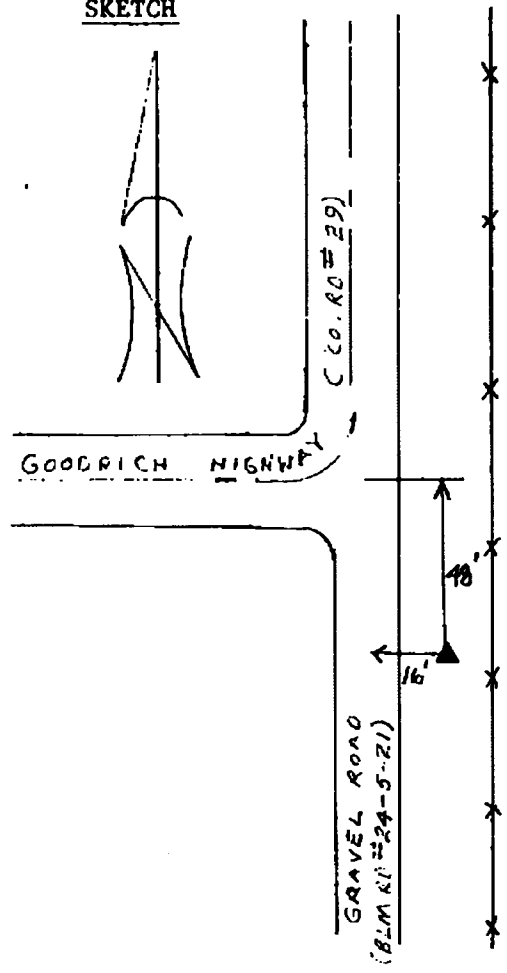 SKETCH
(CO. RD # 29)
GOODRICH HIGHWAY
48'
16'
GRAVEL ROAD
(BLM RD # 24-5-21)